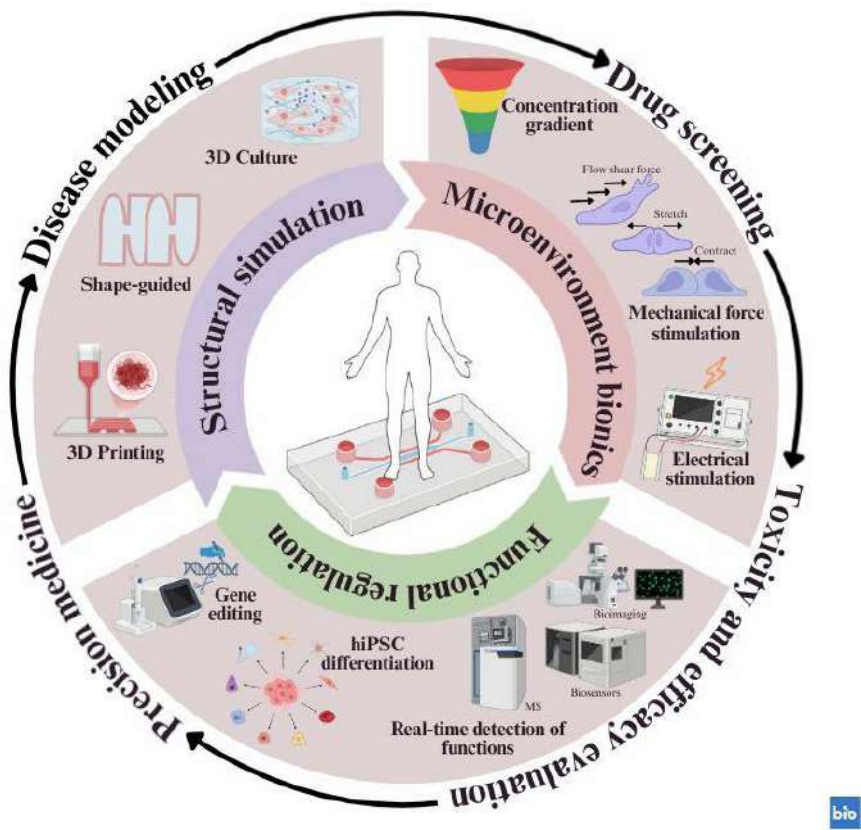 Disease modeling
Drug screening
Toxicity and efficacy evaluation
Precision medicine
Structural simulation
Microenvironment bionics
Functional regulation
3D Culture
Shape-guided
3D Printing
Concentration
gradient
Flow shear force
Stretch
Contract
Mechanical force
stimulation
Electrical
stimulation
Gene
editing
hiPSC
differentiation
Bioimaging
MS
Biosensors
Real-time detection of
functions
bio